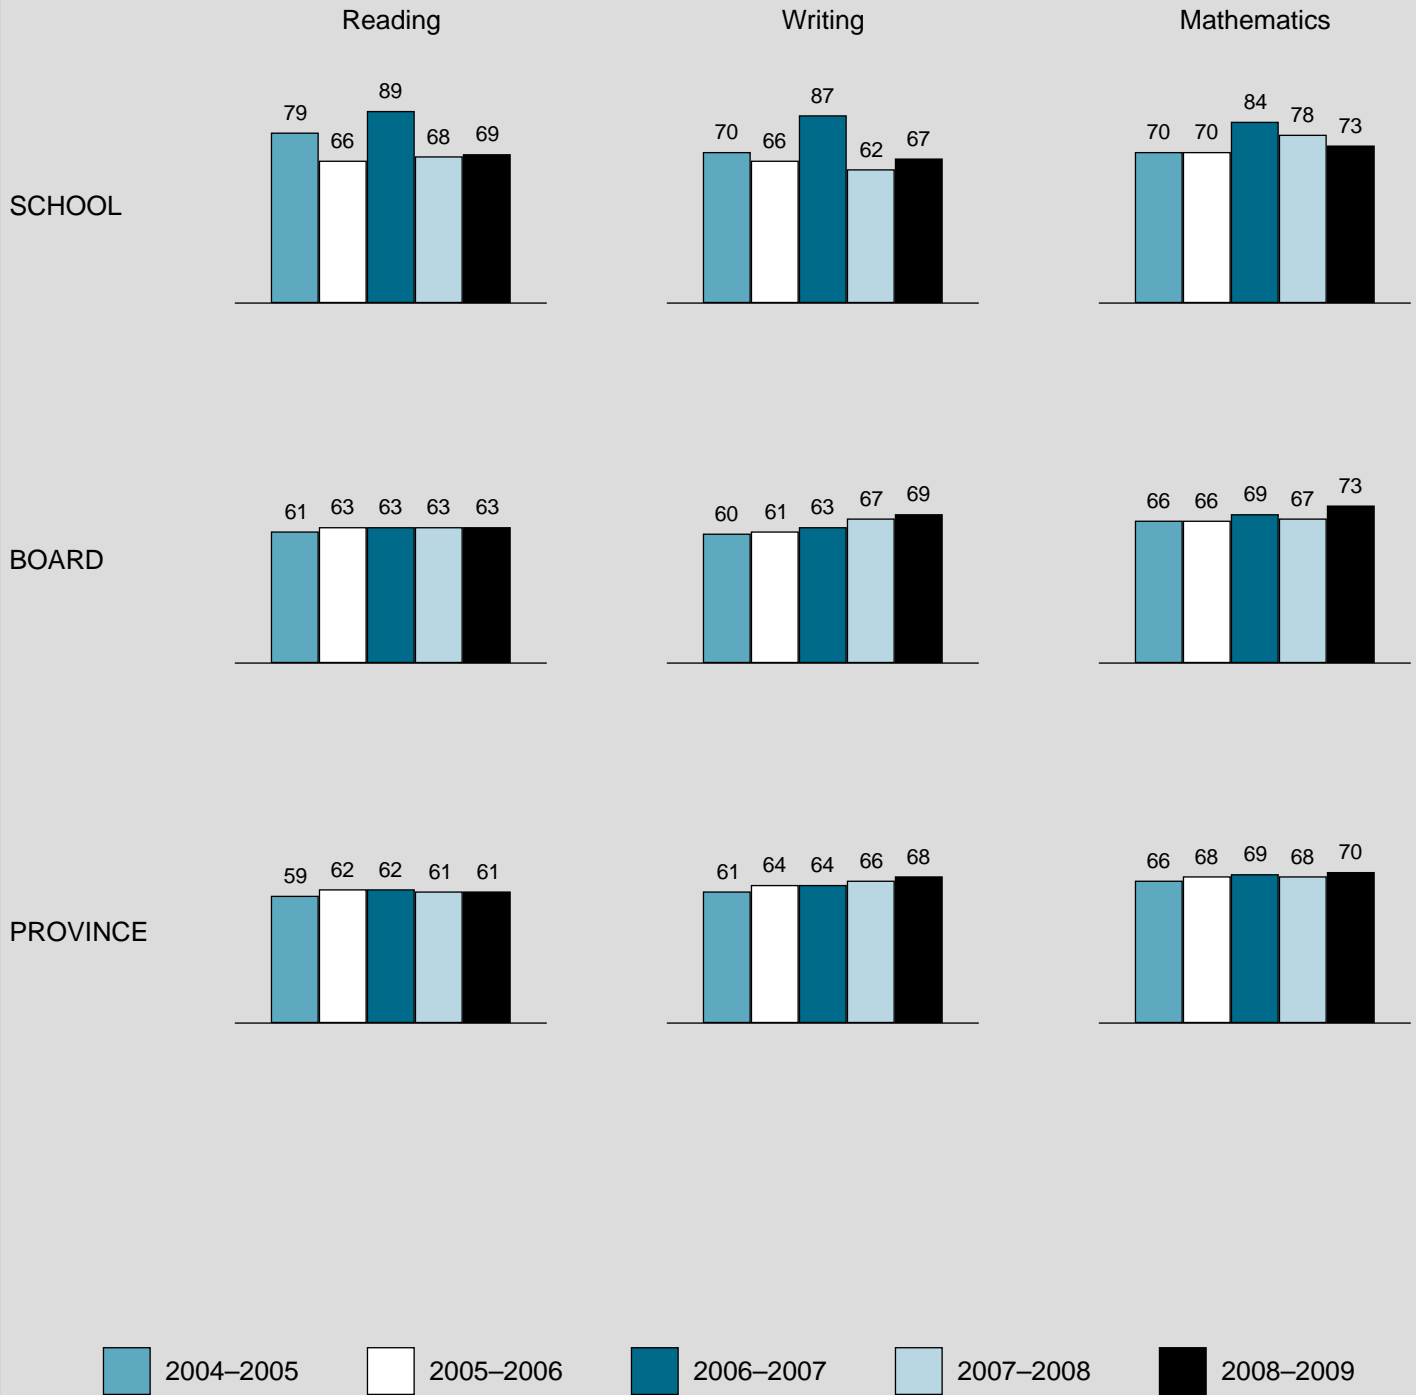 Reading Writing Mathematics
79 66 89 68 69 70 66 87 62 67 70 70 84 78 73
SCHOOL
61 63 63 63 63 60 61 63 67 69 66 66 69 67 73
BOARD
59 62 62 61 61 61 64 64 66 68 66 68 69 68 70
PROVINCE
2004–2005 2005–2006 2006–2007 2007–2008 2008–2009